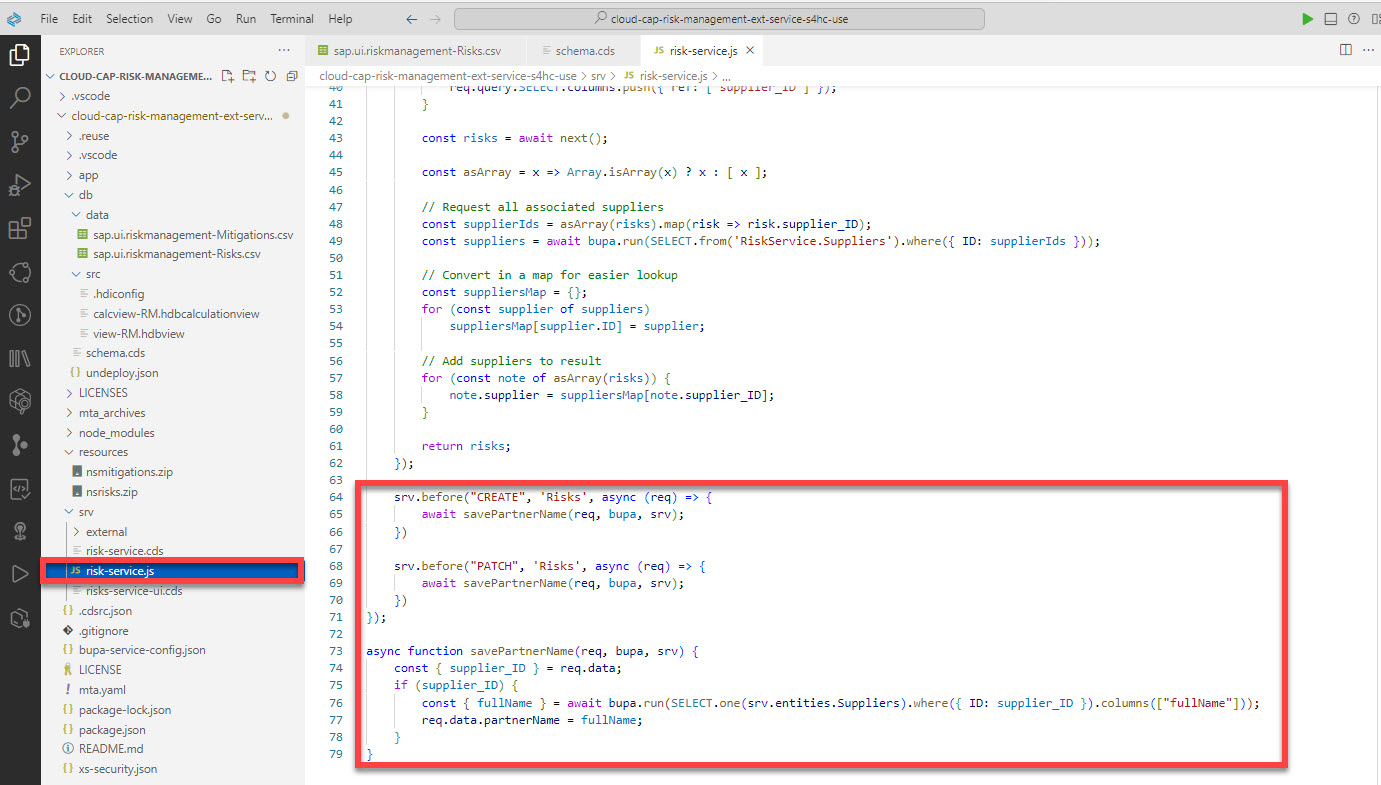 File Edit Selection View Go Run Terminal Help
cloud-cap-risk-management-ext-service-s4hc-use
EXPLORER
CLOUD-CAP-RISK-MANAGEME...
.vscode
cloud-cap-risk-management-ext-serv...
.reuse
.vscode
app
db
data
sap.ui.riskmanagement-Mitigations.csv
sap.ui.riskmanagement-Risks.csv
src
.hdiconfig
calcview-RM.hdbcalculationview
view-RM.hdbview
schema.cds
undeploy.json
LICENSES
mta_archives
node_modules
resources
nsmitigations.zip
nsrisks.zip
srv
external
risk-service.cds
JS risk-service.js
risks-service-ui.cds
{} .cdsrc.json
.gitignore
{} bupa-service-config.json
LICENSE
! mta.yaml
{} package-lock.json
{} package.json
README.md
{} xs-security.json
sap.ui.riskmanagement-Risks.csv
schema.cds
JS risk-service.js
cloud-cap-risk-management-ext-service-s4hc-use > srv > JS risk-service.js > ...
40 req.query.SELECT.columns.push({ ref: [ 'supplier_ID'] });
41 }
42
43 const risks = await next();
44
45 const asArray = x => Array.isArray(x) ? x : [ x ];
46
47 // Request all associated suppliers
48 const supplierIds = asArray(risks).map(risk => risk.supplier_ID);
49 const suppliers = await bupa.run(SELECT.from('RiskService.Suppliers').where({ ID: supplierIds }));
50
51 // Convert in a map for easier lookup
52 const suppliersMap = {};
53 for (const supplier of suppliers)
54 suppliersMap[supplier.ID] = supplier;
55
56 // Add suppliers to result
57 for (const note of asArray(risks)) {
58 note.supplier = suppliersMap[note.supplier_ID];
59 }
60
61 return risks;
62 });
63
64 srv.before("CREATE", 'Risks', async (req) => {
65 await savePartnerName(req, bupa, srv);
66 })
67
68 srv.before("PATCH", 'Risks', async (req) => {
69 await savePartnerName(req, bupa, srv);
70 })
71 });
72
73 async function savePartnerName(req, bupa, srv) {
74 const { supplier_ID } = req.data;
75 if (supplier_ID) {
76 const { fullName } = await bupa.run(SELECT.one(srv.entities.Suppliers).where({ ID: supplier_ID }).columns(["fullName"]));
77 req.data.partnerName = fullName;
78 }
79 }